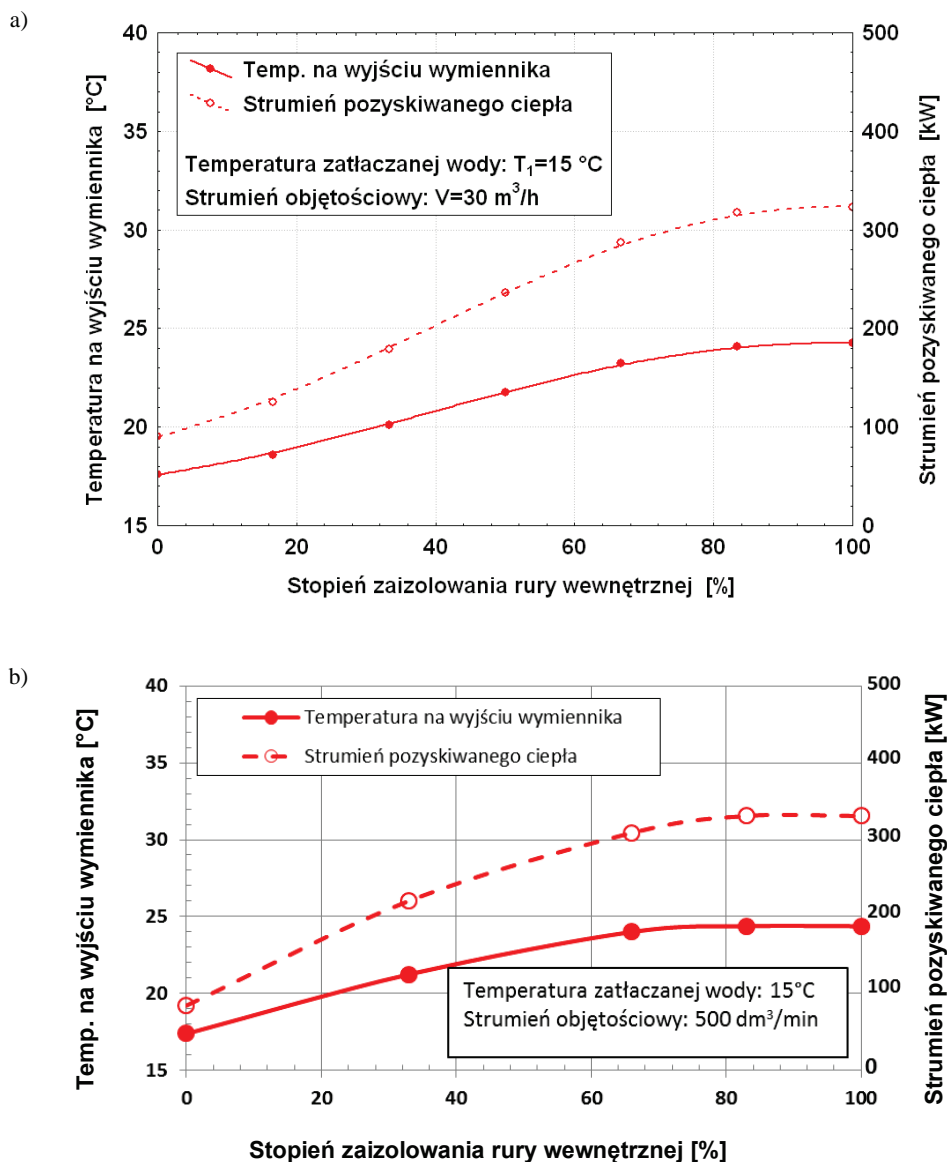 a)
40
35
30
25
20
15
Temperatura na wyjściu wymiennika [°C]
Temp. na wyjściu wymiennika
Strumień pozyskiwanego ciepła
Temperatura zatłaczanej wody: T₁=15 °C
Strumień objętościowy: V=30 m³/h
500
400
300
200
100
0
Strumień pozyskiwanego ciepła [kW]
0 20 40 60 80 100
Stopień zaizolowania rury wewnętrznej [%]
b)
40
35
30
25
20
15
Temp. na wyjściu wymiennika [°C]
Temperatura na wyjściu wymiennika
Strumień pozyskiwanego ciepła
Temperatura zatłaczanej wody: 15°C
Strumień objętościowy: 500 dm³/min
500
400
300
200
100
0
Strumień pozyskiwanego ciepła [kW]
0 20 40 60 80 100
Stopień zaizolowania rury wewnętrznej [%]